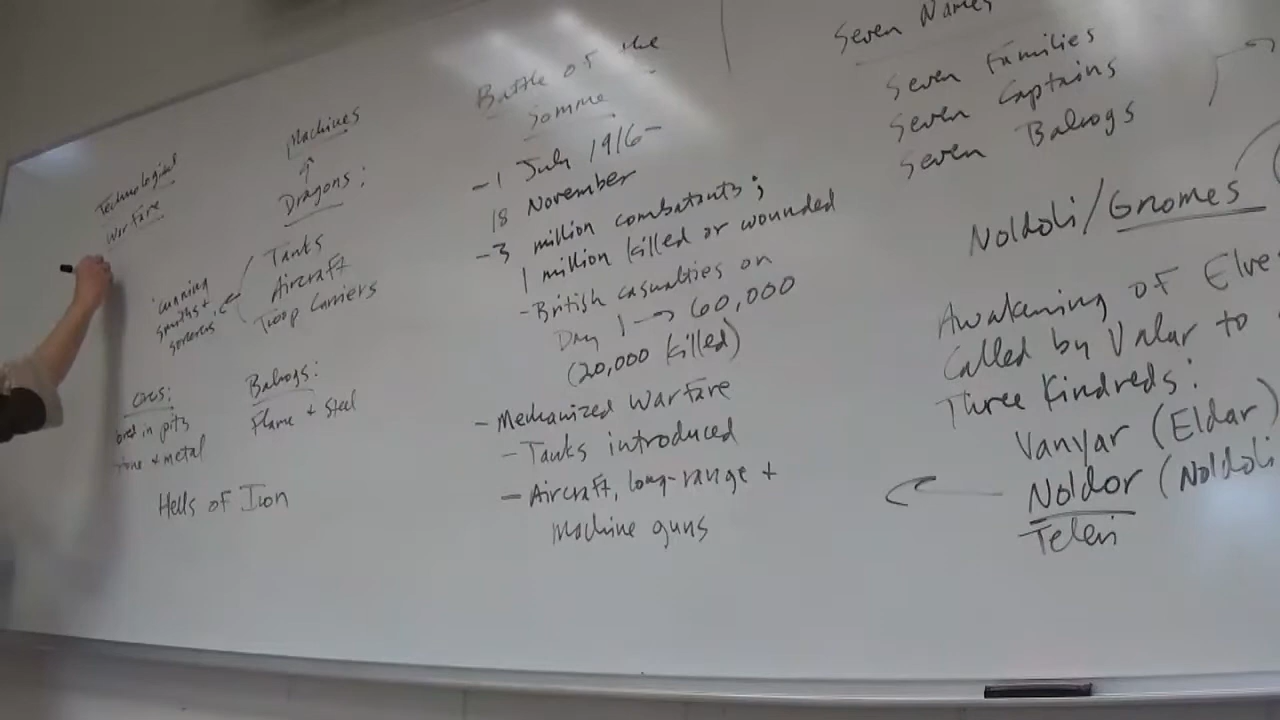 Technological
Warfare
Machines
Dragons:
Tanks
Aircraft
Troop Carriers
'cunning
smiths +
sorcerers'
Orcs:
bred in pits
stone + metal
Balrogs:
Flame + Steel
Hells of Iron
Battle of the
Somme
- 1 July 1916-
18 November
- 3 million combatants;
1 million killed or wounded
- British casualties on
Day 1 → 60,000
(20,000 killed)
- Mechanized Warfare
- Tanks introduced
- Aircraft, long-range +
Machine guns
Seven Names
Seven Families
Seven Captains
Seven Balrogs
Noldoli/Gnomes
Awakening of Elve
Called by Valar to
Three Kindreds:
Vanyar (Eldar)
Noldor (Noldoli
Teleri